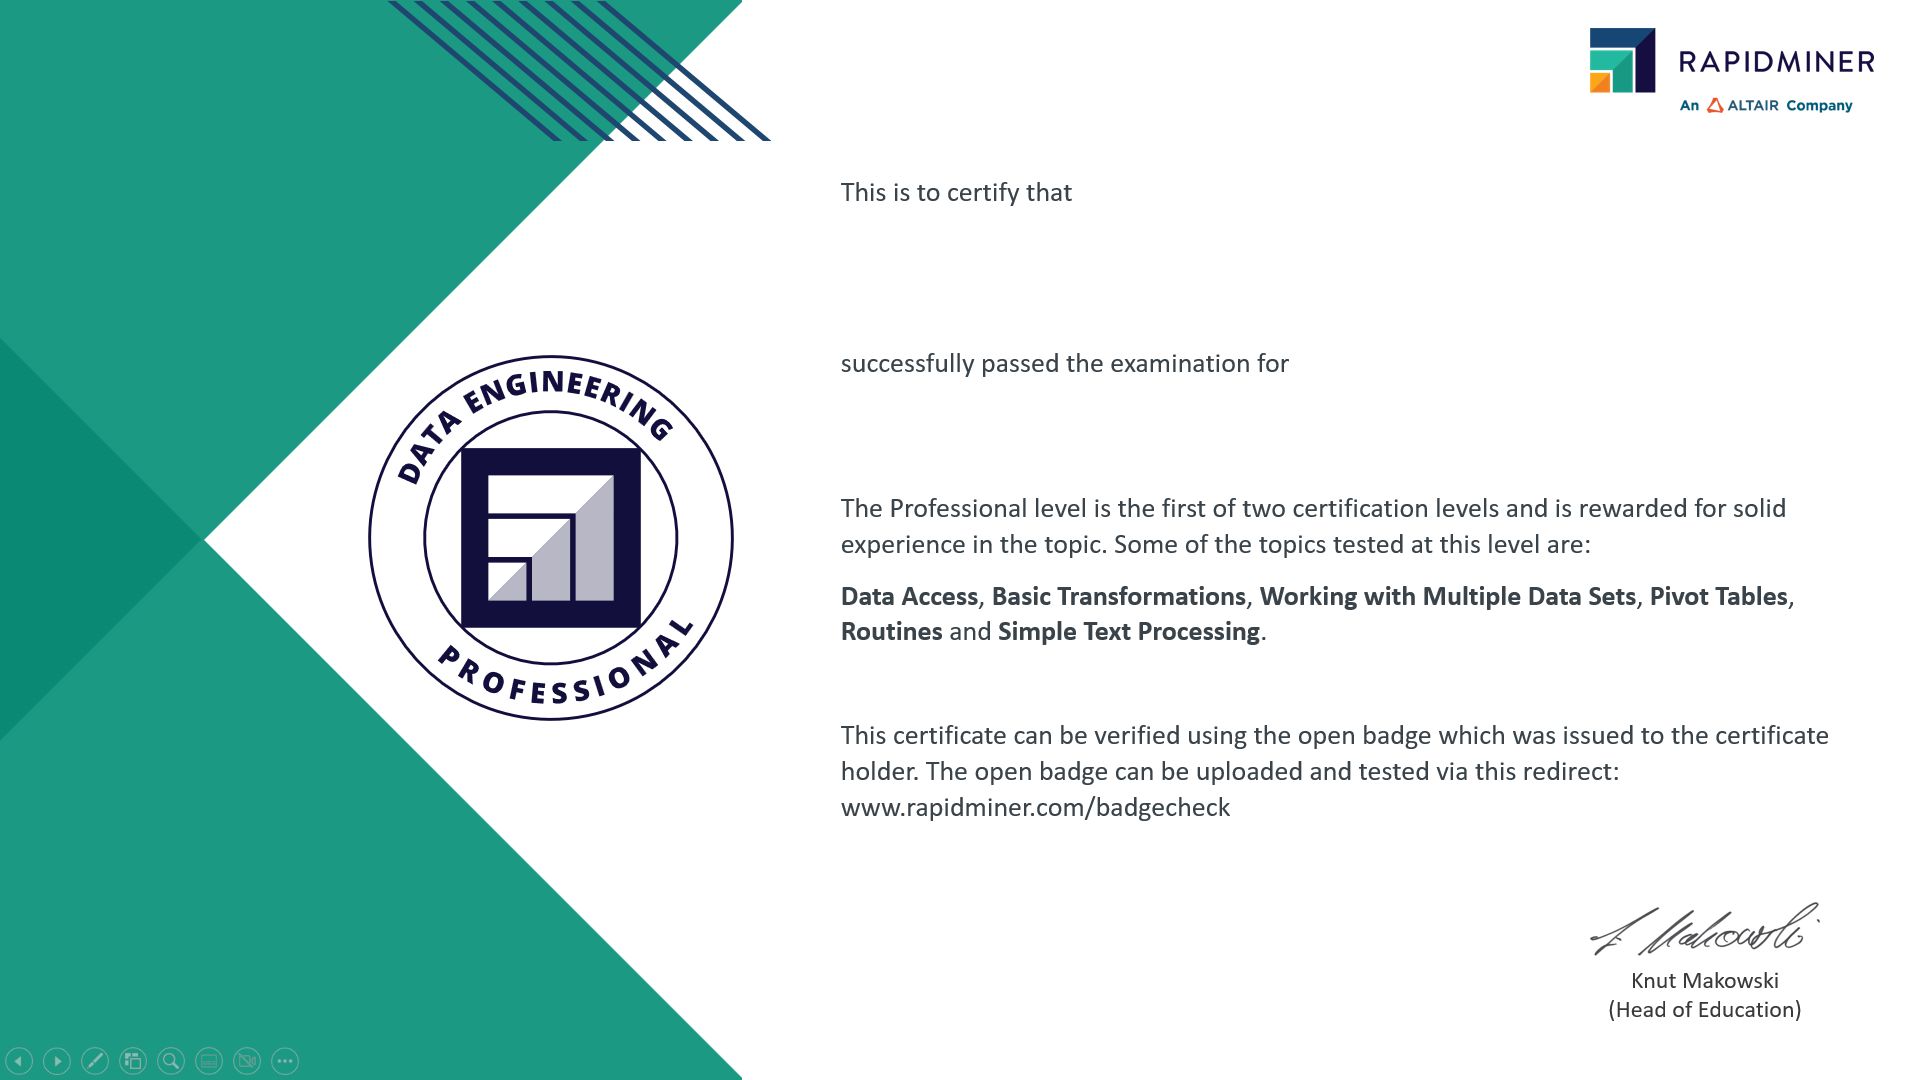 RAPIDMINER
An ALTAIR Company
This is to certify that
successfully passed the examination for
DATA ENGINEERING
PROFESSIONAL
The Professional level is the first of two certification levels and is rewarded for solid
experience in the topic. Some of the topics tested at this level are:
Data Access, Basic Transformations, Working with Multiple Data Sets, Pivot Tables,
Routines and Simple Text Processing.
This certificate can be verified using the open badge which was issued to the certificate
holder. The open badge can be uploaded and tested via this redirect:
www.rapidminer.com/badgecheck
Knut Makowski
(Head of Education)